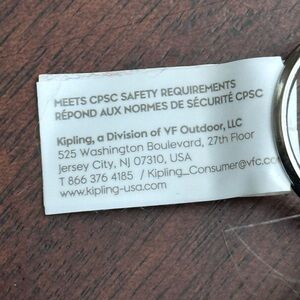 MEETS CPSC SAFETY REQUIREMENTS
RÉPOND AUX NORMES DE SÉCURITÉ CPSC
Kipling, a Division of VF Outdoor, LLC
525 Washington Boulevard, 27th Floor
Jersey City, NJ 07310, USA
T 866 376 4185 / Kipling_Consumer@vfc.co
www.kipling-usa.com